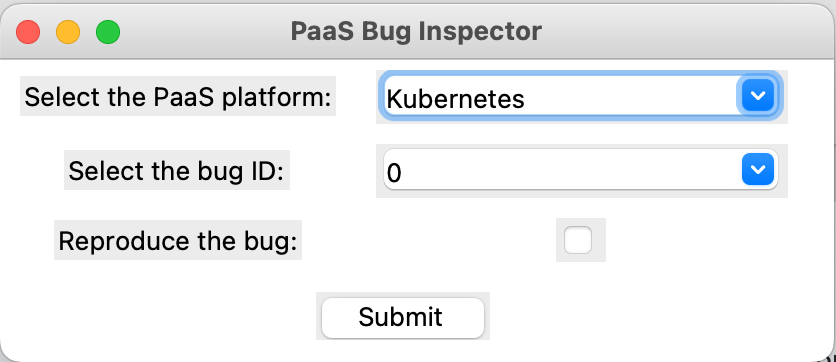 PaaS Bug Inspector
Select the PaaS platform: Kubernetes
Select the bug ID: 0
Reproduce the bug:
Submit